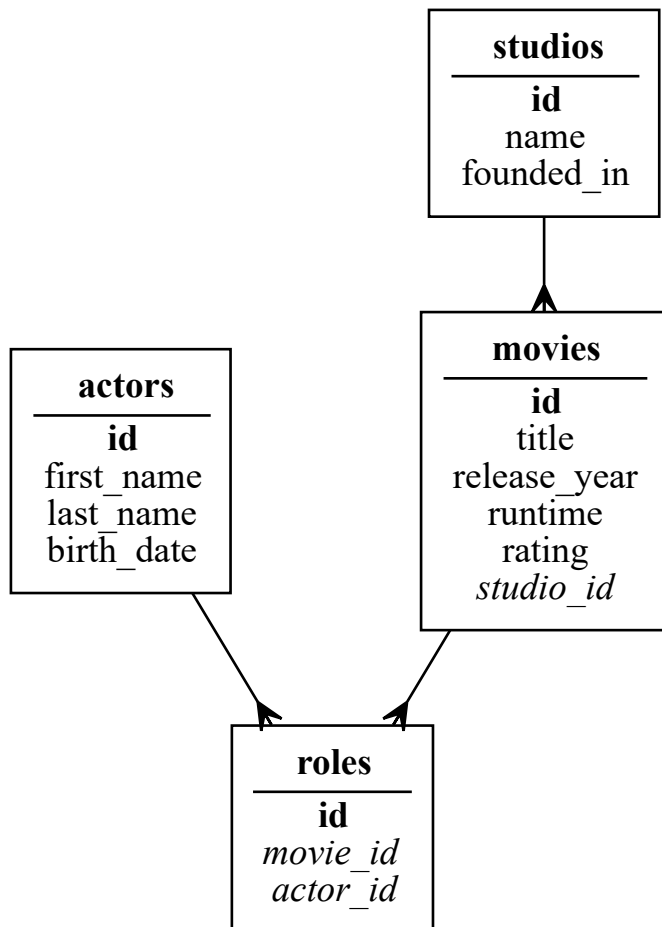 studios
id
name
founded_in
movies
id
title
release_year
runtime
rating
studio_id
actors
id
first_name
last_name
birth_date
roles
id
movie_id
actor_id